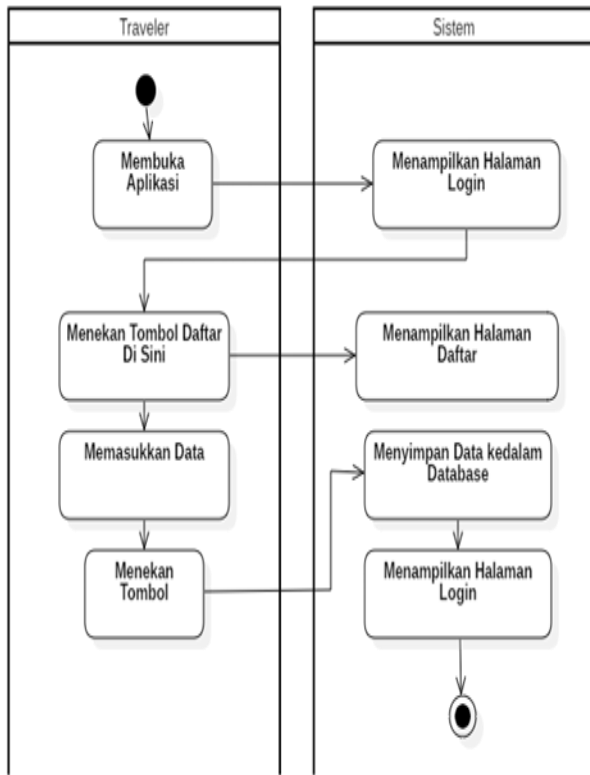 Traveler
Sistem
Membuka
Aplikasi
Menampilkan Halaman
Login
Menekan Tombol Daftar
Di Sini
Menampilkan Halaman
Daftar
Memasukkan Data
Menyimpan Data kedalam
Database
Menekan
Tombol
Menampilkan Halaman
Login